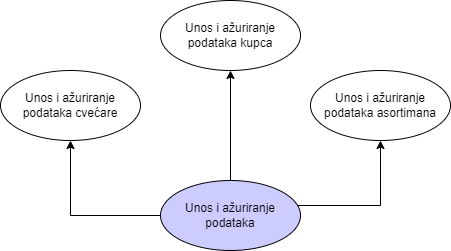 Unos i ažuriranje
podataka kupca
Unos i ažuriranje
podataka cvećare
Unos i ažuriranje
podataka asortimana
Unos i ažuriranje
podataka